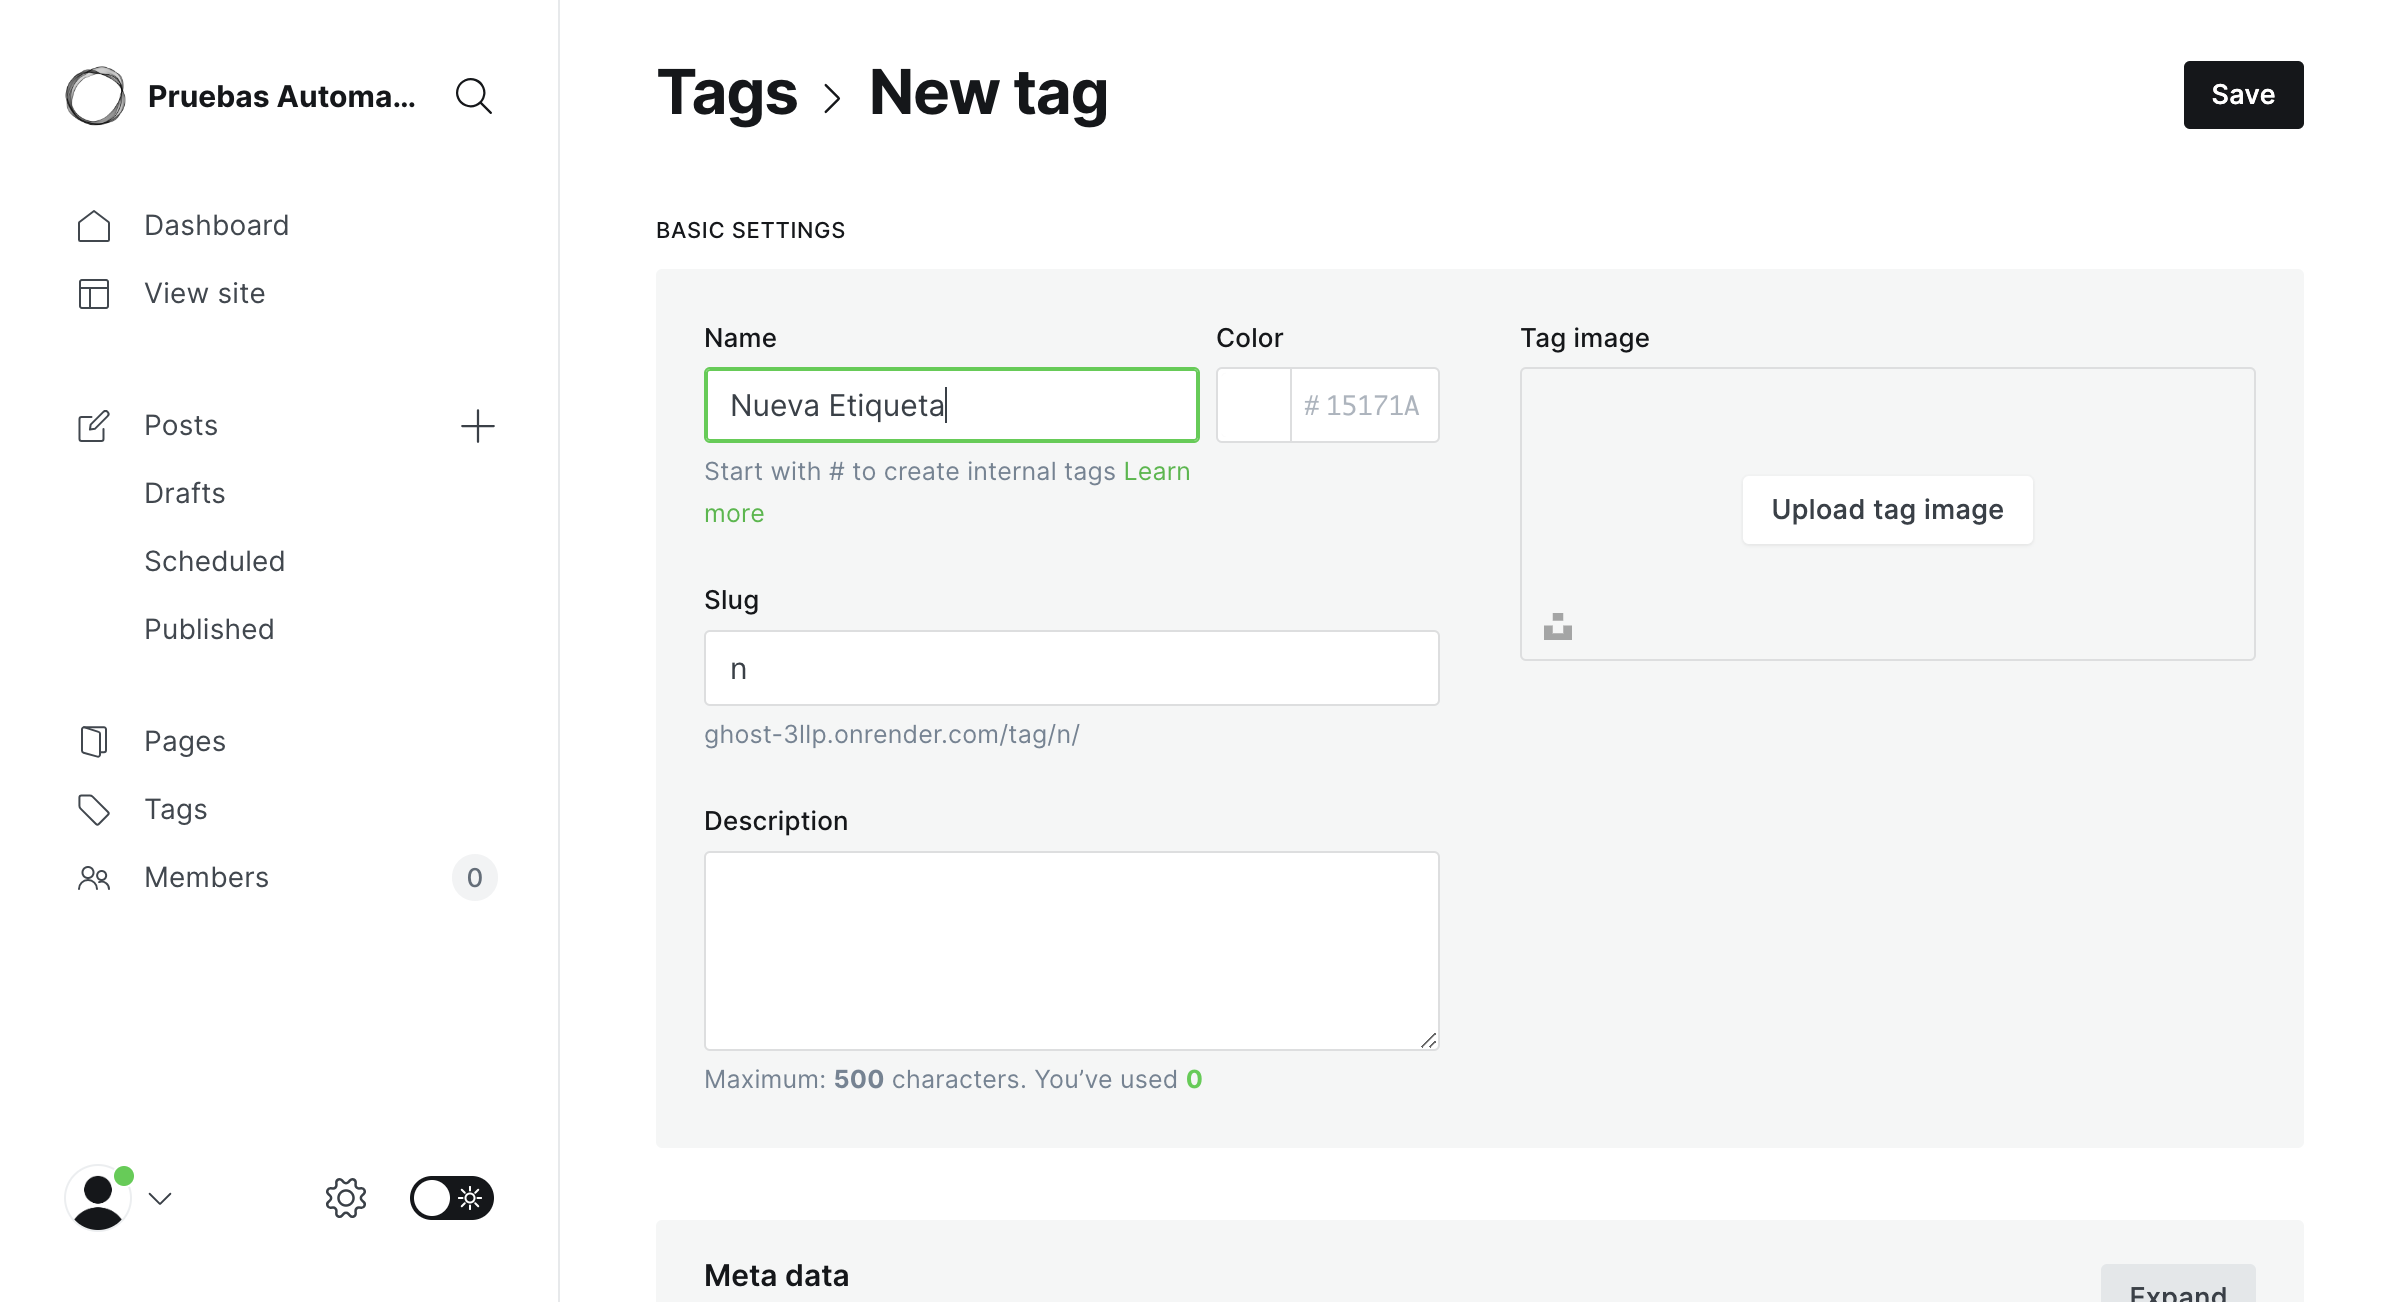 Pruebas Automa...
Dashboard
View site
Posts
Drafts
Scheduled
Published
Pages
Tags
Members
0
Tags > New tag
Save
BASIC SETTINGS
Name
Nueva Etiqueta
Start with # to create internal tags Learn
more
Color
# 15171A
Tag image
Upload tag image
Slug
n
ghost-3llp.onrender.com/tag/n/
Description
Maximum: 500 characters. You’ve used 0
Meta data
Expand